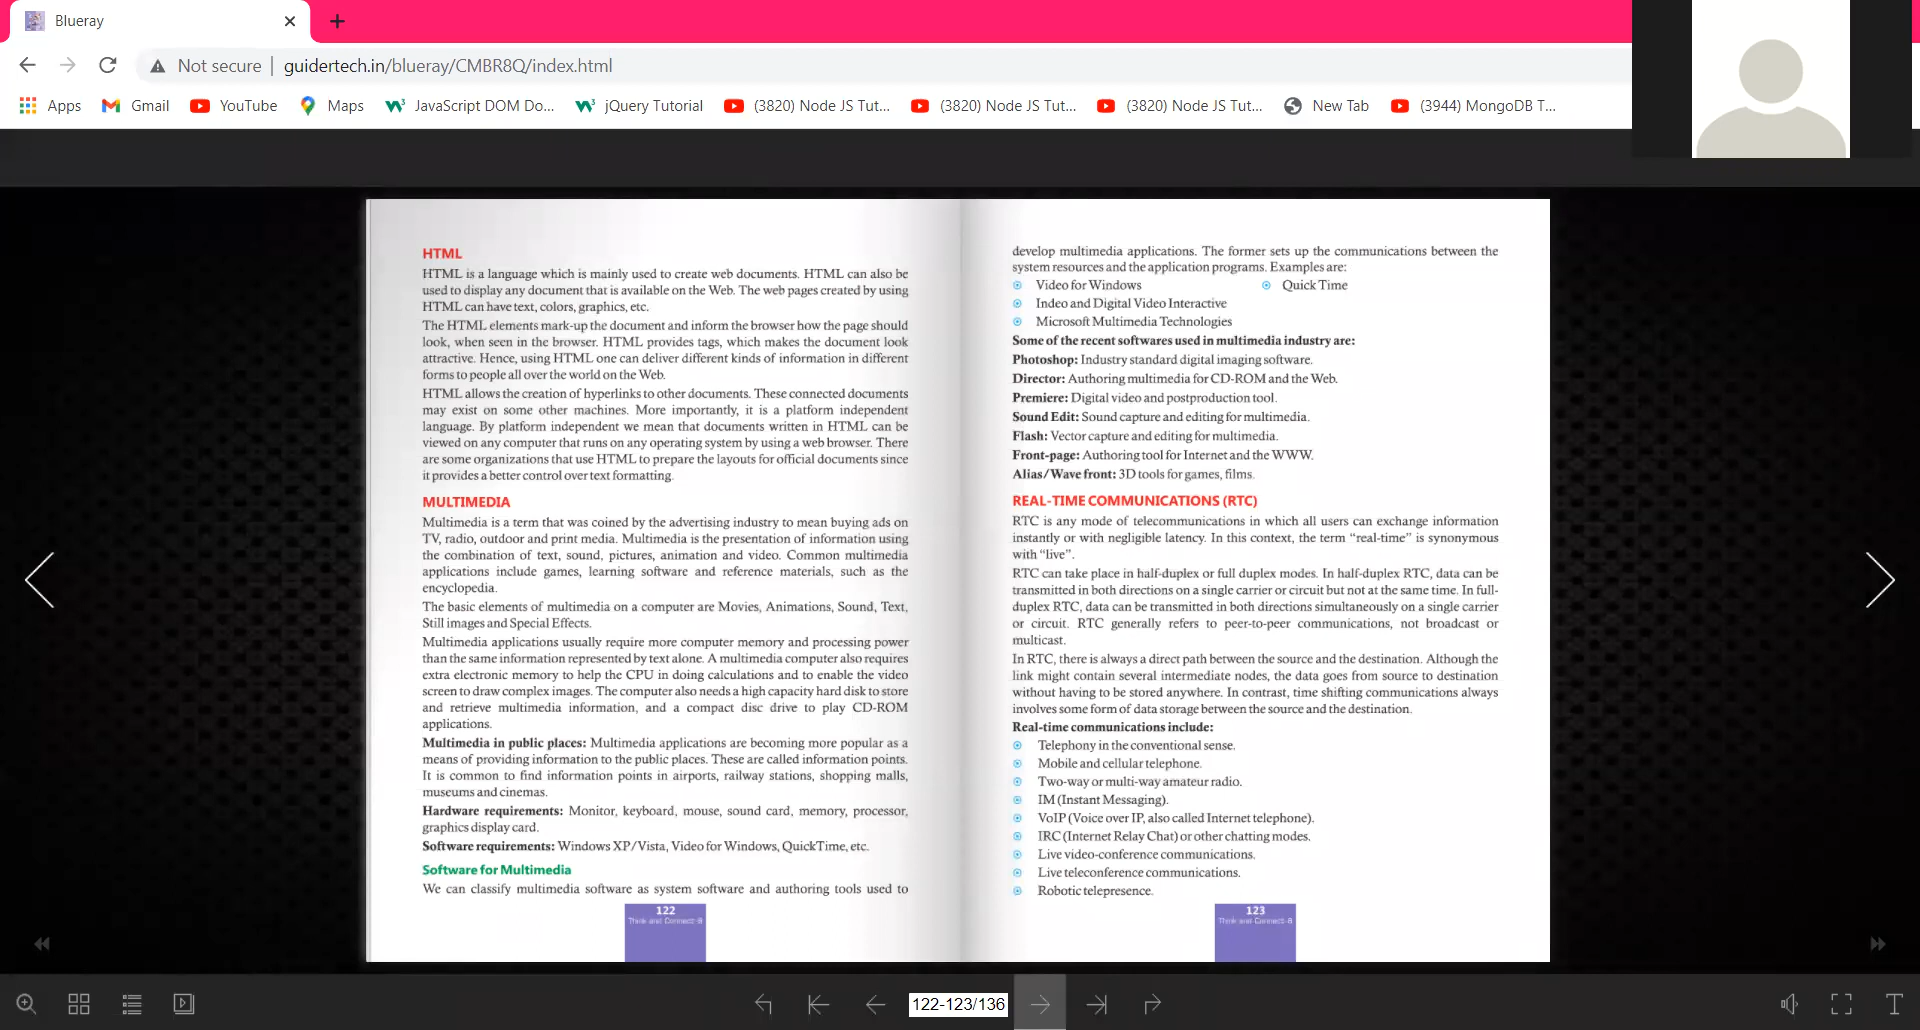 Blueray
Not secure | guidertech.in/blueray/CMBR8Q/index.html
Apps Gmail YouTube Maps JavaScript DOM Do... jQuery Tutorial (3820) Node JS Tut... (3820) Node JS Tut... (3820) Node JS Tut... New Tab (3944) MongoDB T...
HTML
HTML is a language which is mainly used to create web documents. HTML can also be
used to display any document that is available on the Web. The web pages created by using
HTML can have text, colors, graphics, etc.
The HTML elements mark-up the document and inform the browser how the page should
look, when seen in the browser. HTML provides tags, which makes the document look
attractive. Hence, using HTML one can deliver different kinds of information in different
forms to people all over the world on the Web.
HTML allows the creation of hyperlinks to other documents. These connected documents
may exist on some other machines. More importantly, it is a platform independent
language. By platform independent we mean that documents written in HTML can be
viewed on any computer that runs on any operating system by using a web browser. There
are some organizations that use HTML to prepare the layouts for official documents since
it provides a better control over text formatting.
MULTIMEDIA
Multimedia is a term that was coined by the advertising industry to mean buying ads on
TV, radio, outdoor and print media. Multimedia is the presentation of information using
the combination of text, sound, pictures, animation and video. Common multimedia
applications include games, learning software and reference materials, such as the
encyclopedia.
The basic elements of multimedia on a computer are Movies, Animations, Sound, Text,
Still images and Special Effects.
Multimedia applications usually require more computer memory and processing power
than the same information represented by text alone. A multimedia computer also requires
extra electronic memory to help the CPU in doing calculations and to enable the video
screen to draw complex images. The computer also needs a high capacity hard disk to store
and retrieve multimedia information, and a compact disc drive to play CD-ROM
applications.
Multimedia in public places: Multimedia applications are becoming more popular as a
means of providing information to the public places. These are called information points.
It is common to find information points in airports, railway stations, shopping malls,
museums and cinemas.
Hardware requirements: Monitor, keyboard, mouse, sound card, memory, processor,
graphics display card.
Software requirements: Windows XP/Vista, Video for Windows, QuickTime, etc.
Software for Multimedia
We can classify multimedia software as system software and authoring tools used to
122
Think and Connect-8
develop multimedia applications. The former sets up the communications between the
system resources and the application programs. Examples are:
Video for Windows Quick Time
Indeo and Digital Video Interactive
Microsoft Multimedia Technologies
Some of the recent softwares used in multimedia industry are:
Photoshop: Industry standard digital imaging software.
Director: Authoring multimedia for CD-ROM and the Web.
Premiere: Digital video and postproduction tool.
Sound Edit: Sound capture and editing for multimedia.
Flash: Vector capture and editing for multimedia.
Front-page: Authoring tool for Internet and the WWW.
Alias/Wave front: 3D tools for games, films.
REAL-TIME COMMUNICATIONS (RTC)
RTC is any mode of telecommunications in which all users can exchange information
instantly or with negligible latency. In this context, the term “real-time” is synonymous
with “live”.
RTC can take place in half-duplex or full duplex modes. In half-duplex RTC, data can be
transmitted in both directions on a single carrier or circuit but not at the same time. In full-
duplex RTC, data can be transmitted in both directions simultaneously on a single carrier
or circuit. RTC generally refers to peer-to-peer communications, not broadcast or
multicast.
In RTC, there is always a direct path between the source and the destination. Although the
link might contain several intermediate nodes, the data goes from source to destination
without having to be stored anywhere. In contrast, time shifting communications always
involves some form of data storage between the source and the destination.
Real-time communications include:
Telephony in the conventional sense.
Mobile and cellular telephone.
Two-way or multi-way amateur radio.
IM (Instant Messaging).
VoIP (Voice over IP, also called Internet telephone).
IRC (Internet Relay Chat) or other chatting modes.
Live video-conference communications.
Live teleconference communications.
Robotic telepresence.
123
Think and Connect-8
122-123/136